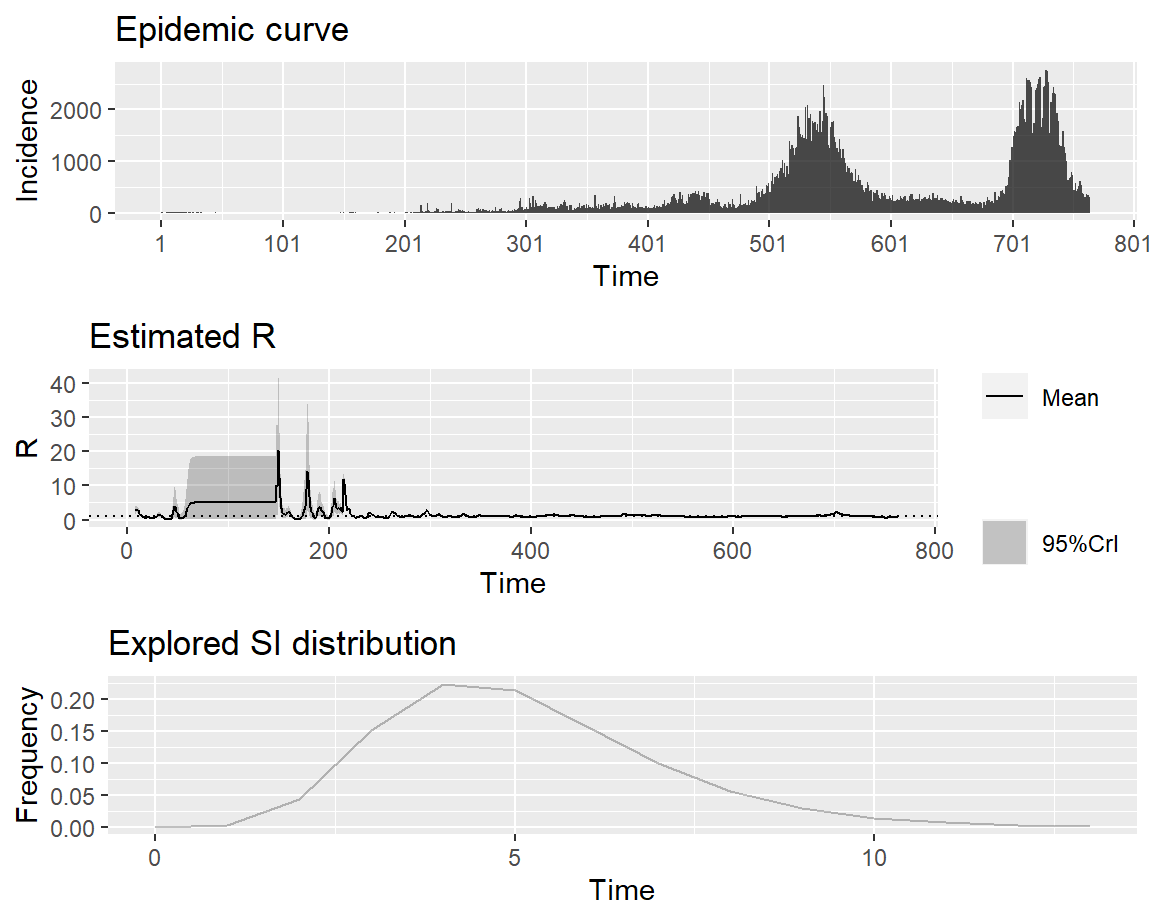 Epidemic curve
Incidence
2000
1000
0
1 101 201 301 401 501 601 701 801
Time
Estimated R
R
40
30
20
10
0
0 200 400 600 800
Time
Mean
95%CrI
Explored SI distribution
Frequency
0.20
0.15
0.10
0.05
0.00
0 5 10
Time